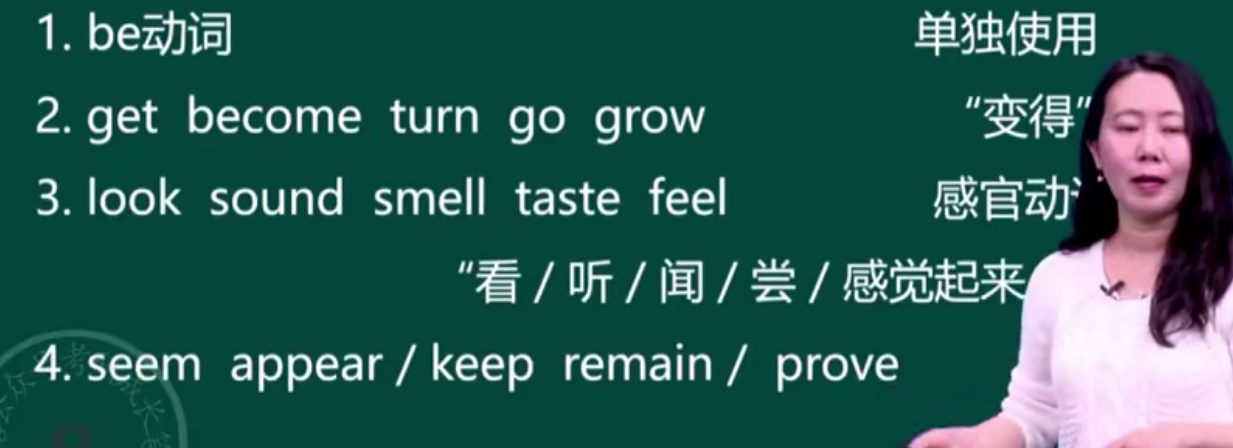 1. be动词 单独使用
2. get become turn go grow “变得”
3. look sound smell taste feel 感官动
“看 / 听 / 闻 / 尝 / 感觉起来
4. seem appear / keep remain / prove